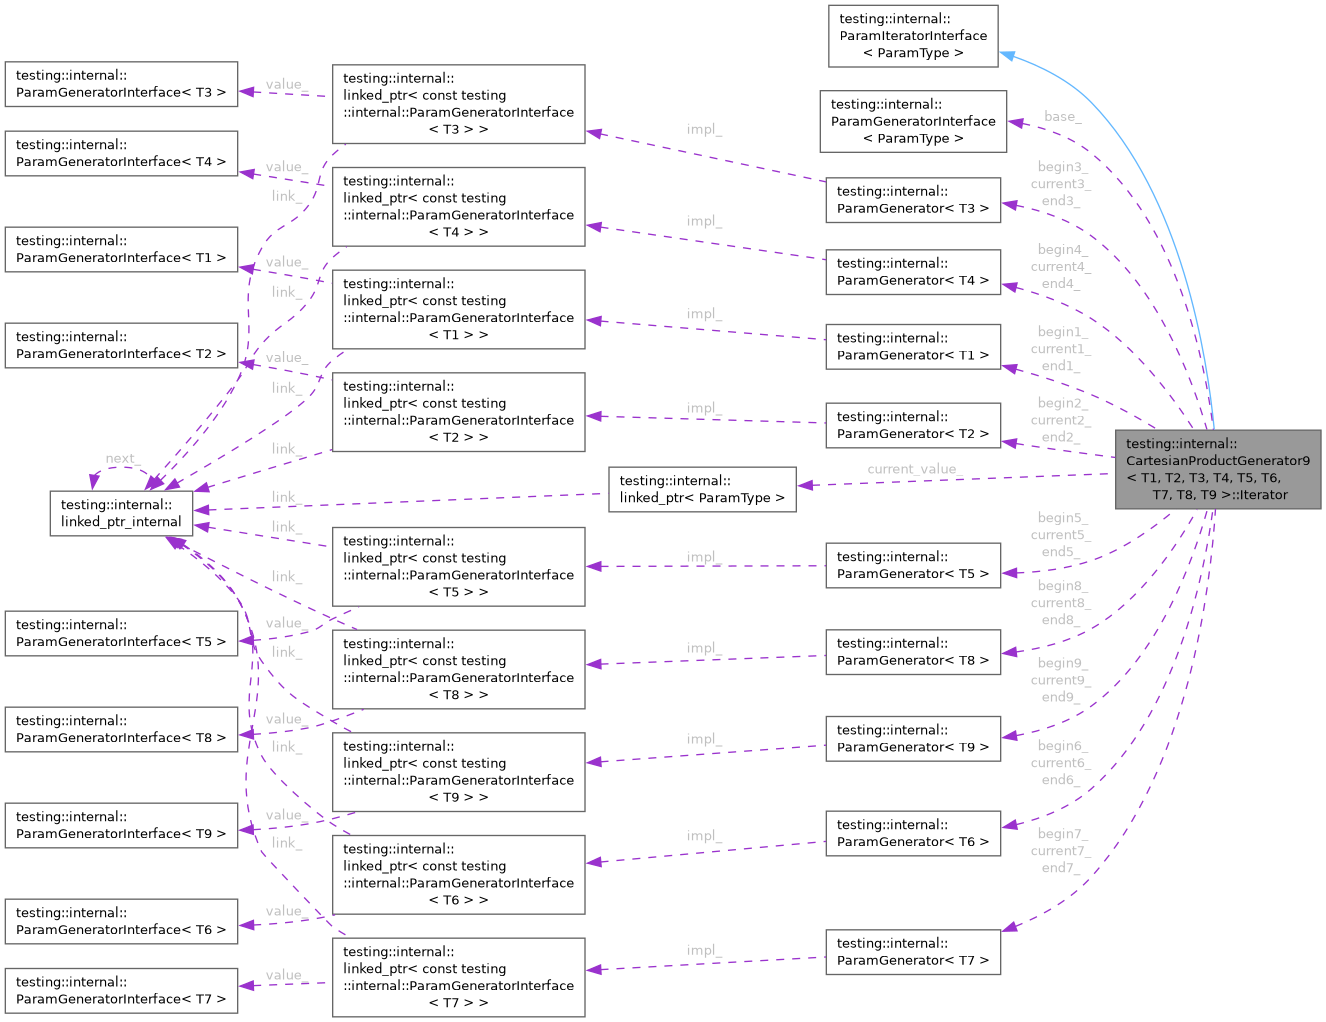 testing::internal::
ParamIteratorInterface
< ParamType >
testing::internal::
ParamGeneratorInterface< T3 >
value_
testing::internal::
linked_ptr< const testing
::internal::ParamGeneratorInterface
< T3 > >
testing::internal::
ParamGeneratorInterface
< ParamType >
base_
testing::internal::
ParamGeneratorInterface< T4 >
value_
link_
testing::internal::
linked_ptr< const testing
::internal::ParamGeneratorInterface
< T4 > >
impl_
testing::internal::
ParamGenerator< T3 >
begin3_
current3_
end3_
testing::internal::
ParamGeneratorInterface< T1 >
value_
link_
testing::internal::
linked_ptr< const testing
::internal::ParamGeneratorInterface
< T1 > >
impl_
testing::internal::
ParamGenerator< T4 >
begin4_
current4_
end4_
testing::internal::
ParamGeneratorInterface< T2 >
value_
link_
testing::internal::
linked_ptr< const testing
::internal::ParamGeneratorInterface
< T2 > >
impl_
testing::internal::
ParamGenerator< T1 >
begin1_
current1_
end1_
impl_
testing::internal::
ParamGenerator< T2 >
begin2_
current2_
end2_
testing::internal::
CartesianProductGenerator9
< T1, T2, T3, T4, T5, T6,
T7, T8, T9 >::Iterator
next_
testing::internal::
linked_ptr_internal
link_
link_
link_
testing::internal::
linked_ptr< ParamType >
current_value_
testing::internal::
linked_ptr< const testing
::internal::ParamGeneratorInterface
< T5 > >
impl_
testing::internal::
ParamGenerator< T5 >
begin5_
current5_
end5_
link_
testing::internal::
ParamGeneratorInterface< T5 >
value_
link_
testing::internal::
linked_ptr< const testing
::internal::ParamGeneratorInterface
< T8 > >
impl_
testing::internal::
ParamGenerator< T8 >
begin8_
current8_
end8_
testing::internal::
ParamGeneratorInterface< T8 >
value_
link_
testing::internal::
linked_ptr< const testing
::internal::ParamGeneratorInterface
< T9 > >
impl_
testing::internal::
ParamGenerator< T9 >
begin9_
current9_
end9_
testing::internal::
ParamGeneratorInterface< T9 >
value_
link_
testing::internal::
linked_ptr< const testing
::internal::ParamGeneratorInterface
< T6 > >
impl_
testing::internal::
ParamGenerator< T6 >
begin6_
current6_
end6_
testing::internal::
ParamGeneratorInterface< T6 >
value_
testing::internal::
linked_ptr< const testing
::internal::ParamGeneratorInterface
< T7 > >
impl_
testing::internal::
ParamGenerator< T7 >
begin7_
current7_
end7_
testing::internal::
ParamGeneratorInterface< T7 >
value_